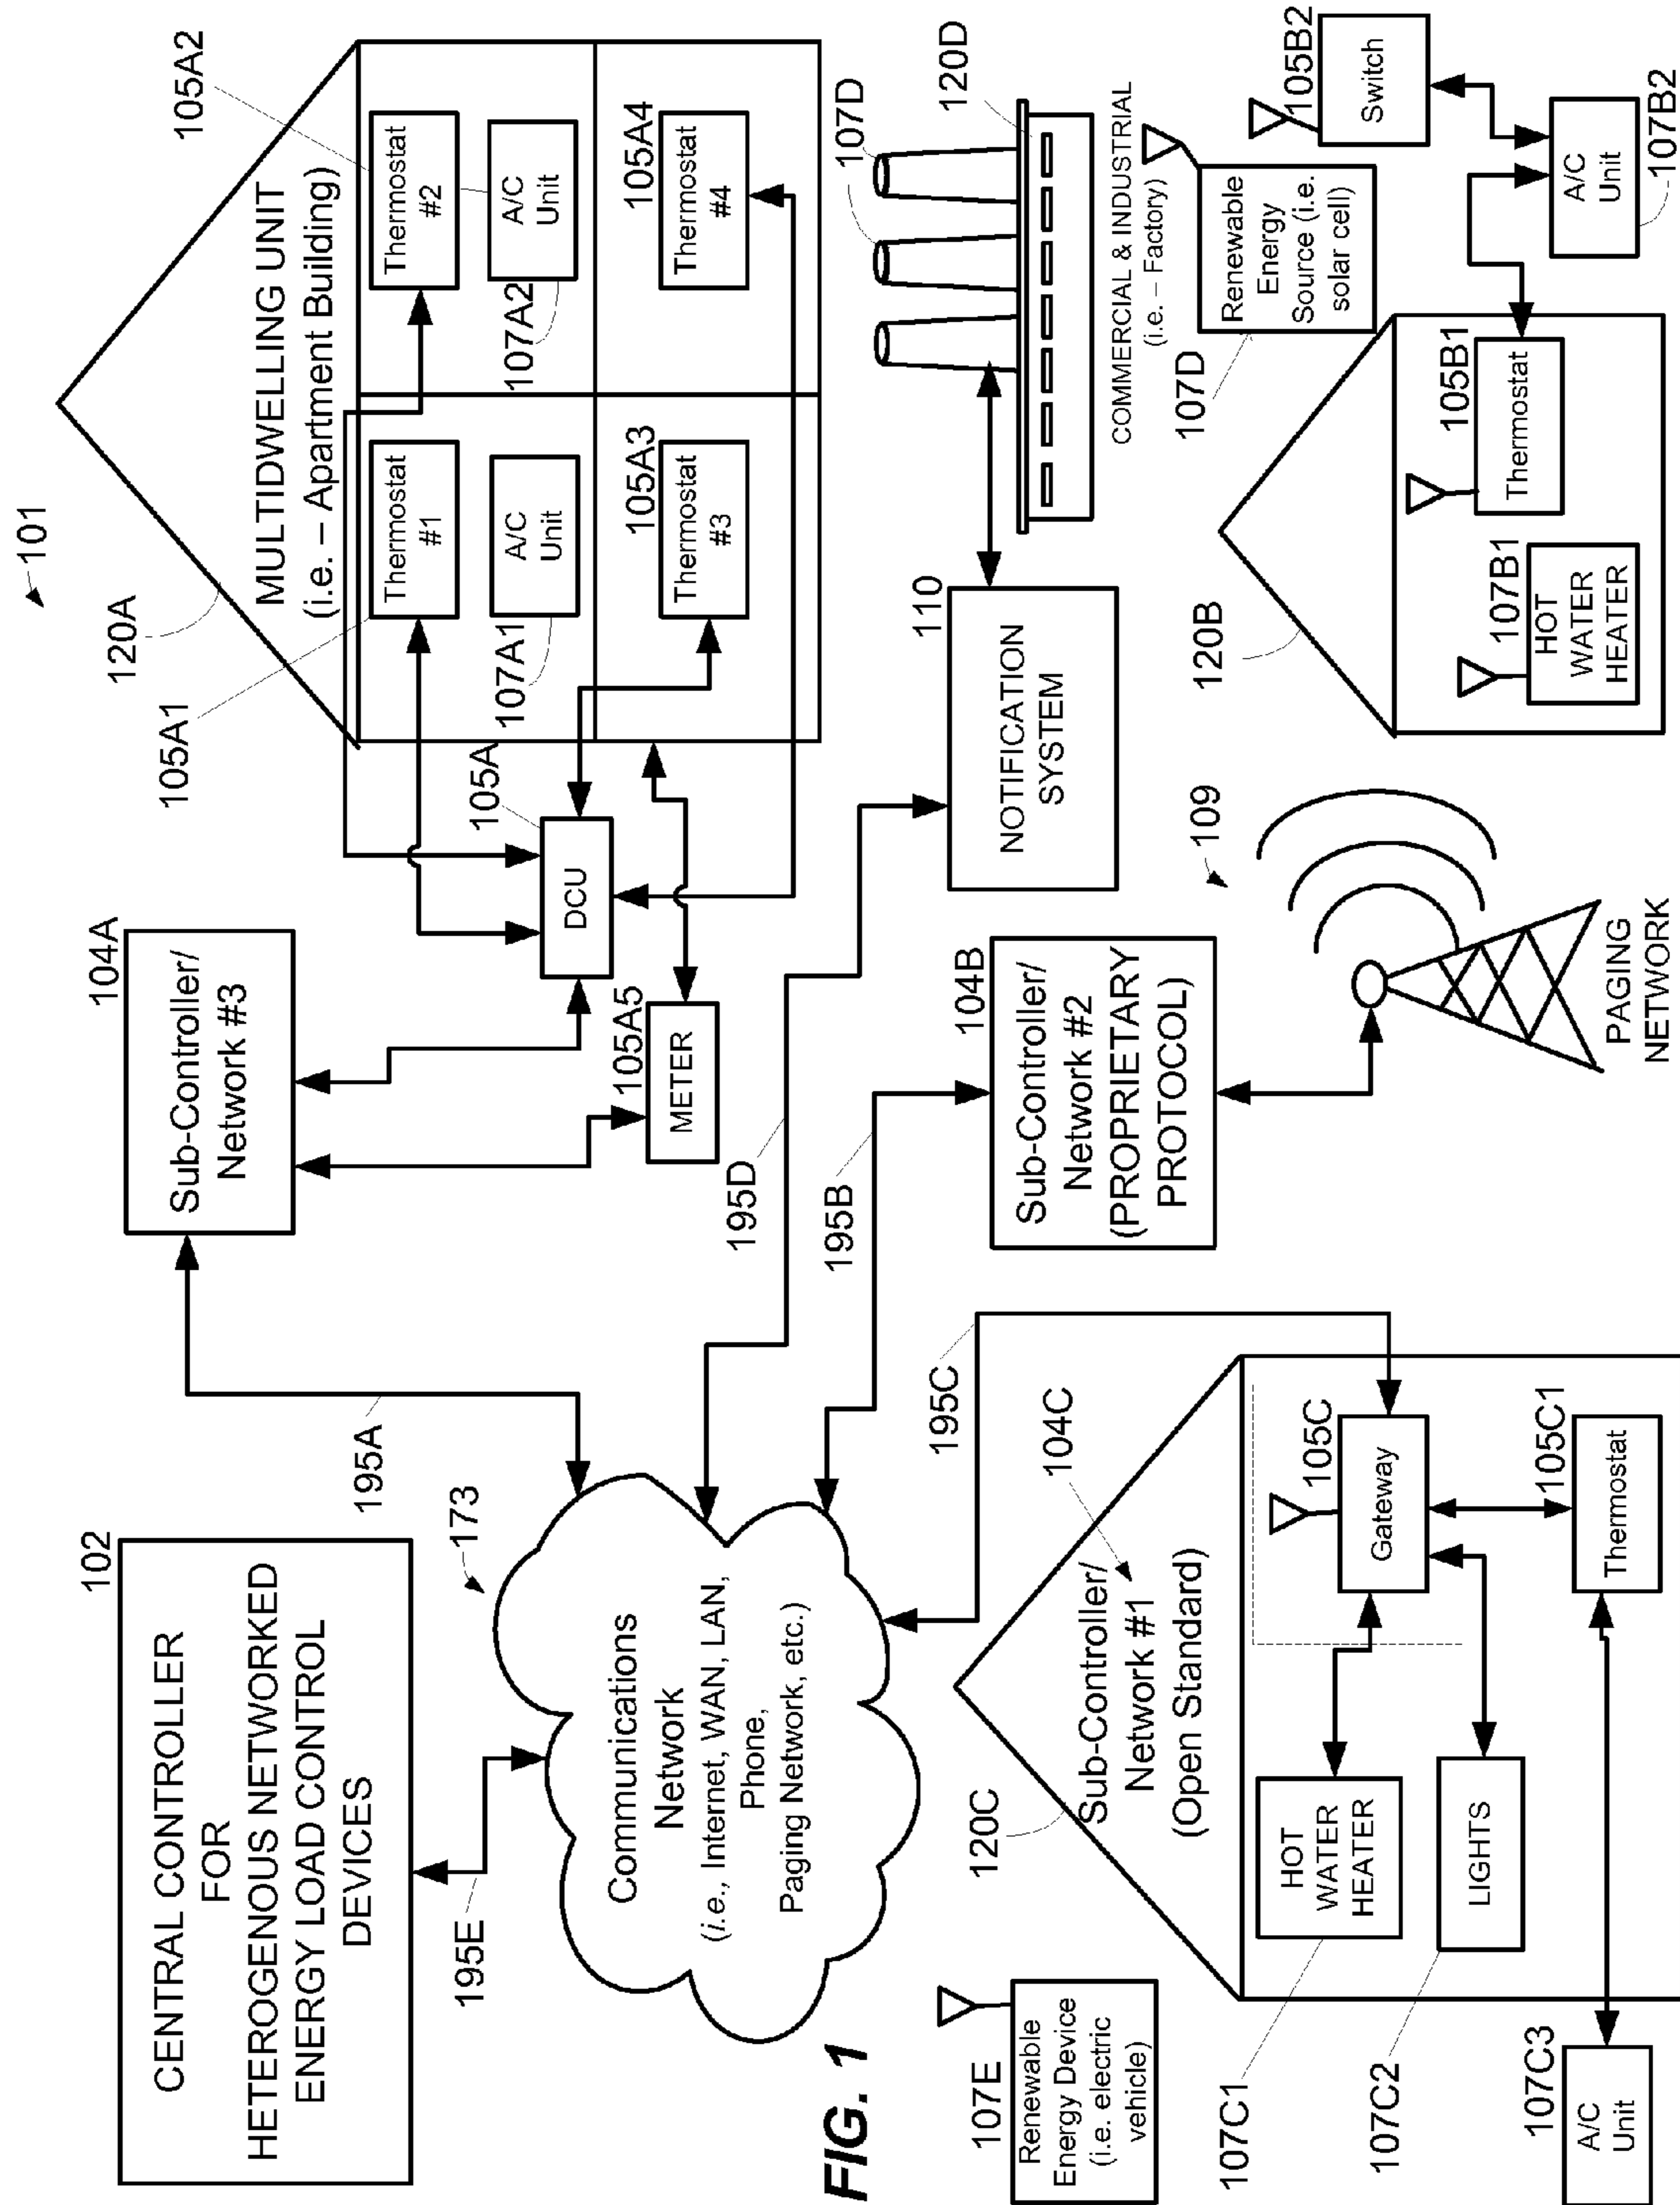 101
102
CENTRAL CONTROLLER
FOR
HETEROGENOUS NETWORKED
ENERGY LOAD CONTROL
DEVICES
195E
173
Communications
Network
(i.e., Internet, WAN, LAN,
Phone,
Paging Network, etc.)
195A
104A
Sub-Controller/
Network #3
105A5
METER
105A
DCU
120A
MULTIDWELLING UNIT
(i.e. – Apartment Building)
105A1
Thermostat
#1
A/C
Unit
107A1
105A2
Thermostat
#2
A/C
Unit
107A2
105A3
Thermostat
#3
105A4
Thermostat
#4
195D
110
NOTIFICATION
SYSTEM
107D
120D
COMMERCIAL & INDUSTRIAL
(i.e. – Factory)
195B
104B
Sub-Controller/
Network #2
(PROPRIETARY
PROTOCOL)
109
PAGING
NETWORK
107D
Renewable
Energy
Source (i.e.
solar cell)
120B
107B1
HOT
WATER
HEATER
105B1
Thermostat
105B2
Switch
A/C
Unit
107B2
195C
120C
Sub-Controller/
Network #1
(Open Standard)
104C
105C
Gateway
105C1
Thermostat
HOT
WATER
HEATER
107C1
LIGHTS
107C2
107C3
A/C
Unit
107E
Renewable
Energy Device
(i.e. electric
vehicle)
FIG. 1